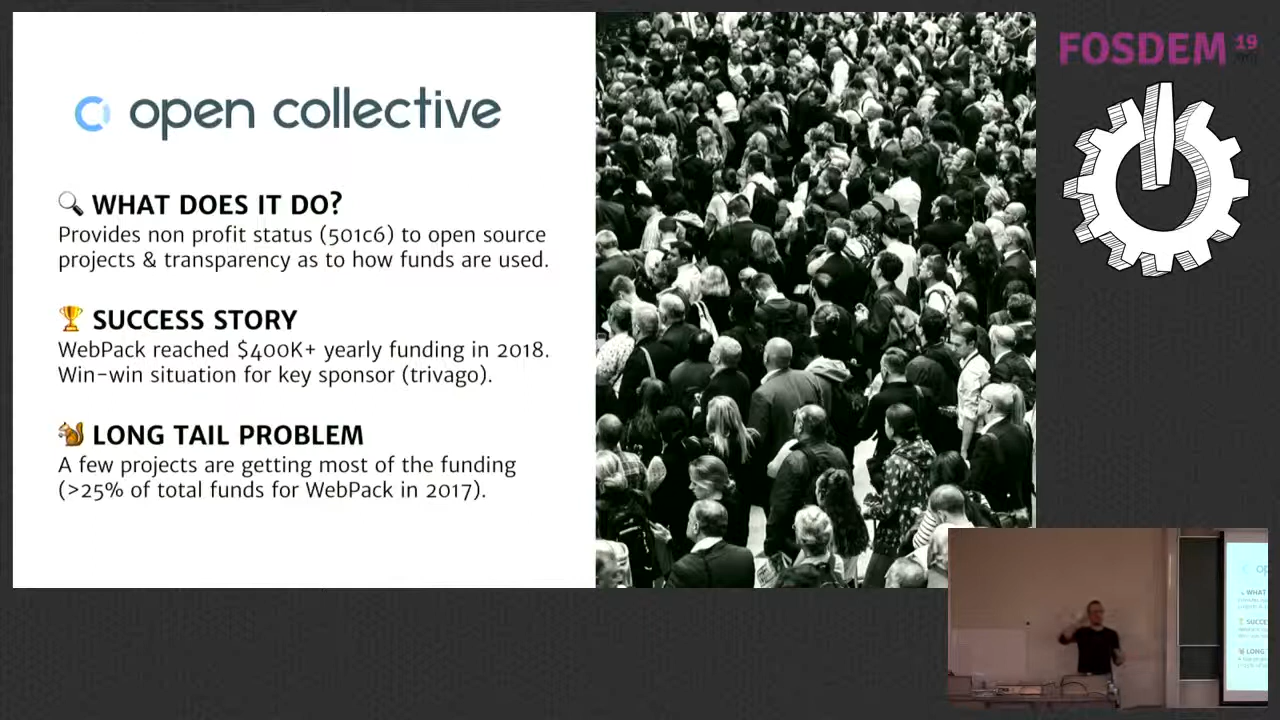 open collective
WHAT DOES IT DO?
Provides non profit status (501c6) to open source
projects & transparency as to how funds are used.
SUCCESS STORY
WebPack reached $400K+ yearly funding in 2018.
Win-win situation for key sponsor (trivago).
LONG TAIL PROBLEM
A few projects are getting most of the funding
(>25% of total funds for WebPack in 2017).
FOSDEM 19
WHAT
LONG